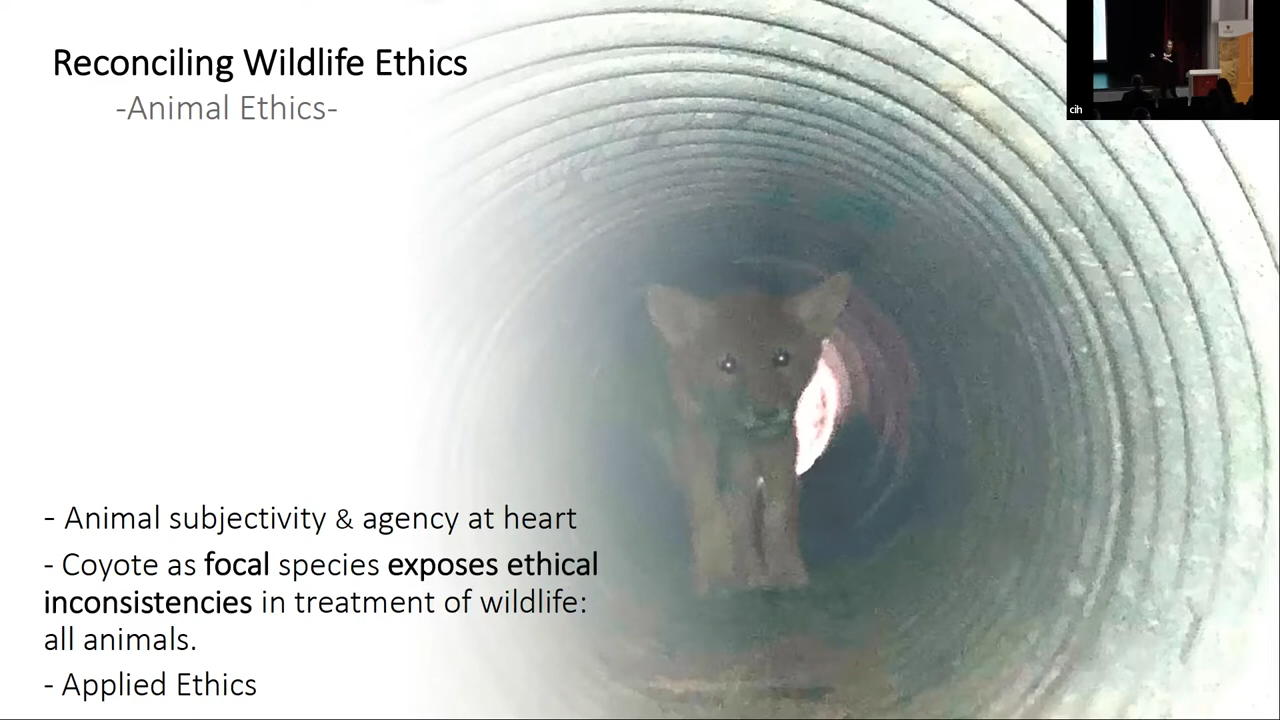 Reconciling Wildlife Ethics
-Animal Ethics-
cih
- Animal subjectivity & agency at heart
- Coyote as focal species exposes ethical
inconsistencies in treatment of wildlife:
all animals.
- Applied Ethics